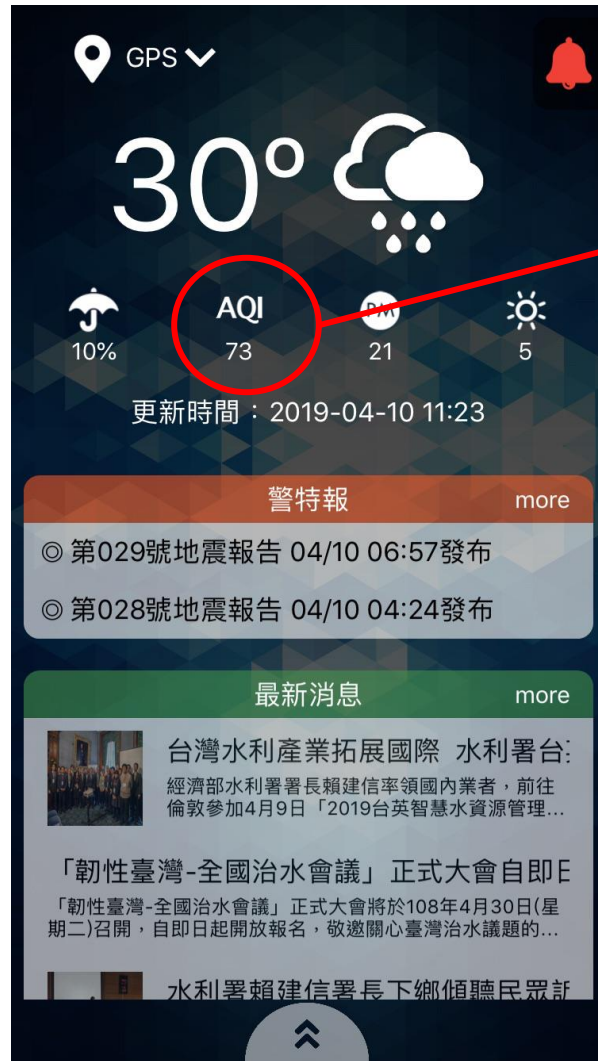 GPS
30°
AQI
PM
10%
73
21
5
更新時間：2019-04-10 11:23
警特報 more
◎ 第029號地震報告 04/10 06:57發布
◎ 第028號地震報告 04/10 04:24發布
最新消息 more
台灣水利產業拓展國際 水利署台
經濟部水利署署長賴建信率領國內業者，前往
倫敦參加4月9日「2019台英智慧水資源管理...
「韌性臺灣-全國治水會議」正式大會自即日
「韌性臺灣-全國治水會議」正式大會將於108年4月30日(星
期二)召開，自即日起開放報名，敬邀關心臺灣治水議題的...
水利署賴建信署長下鄉傾聽民眾